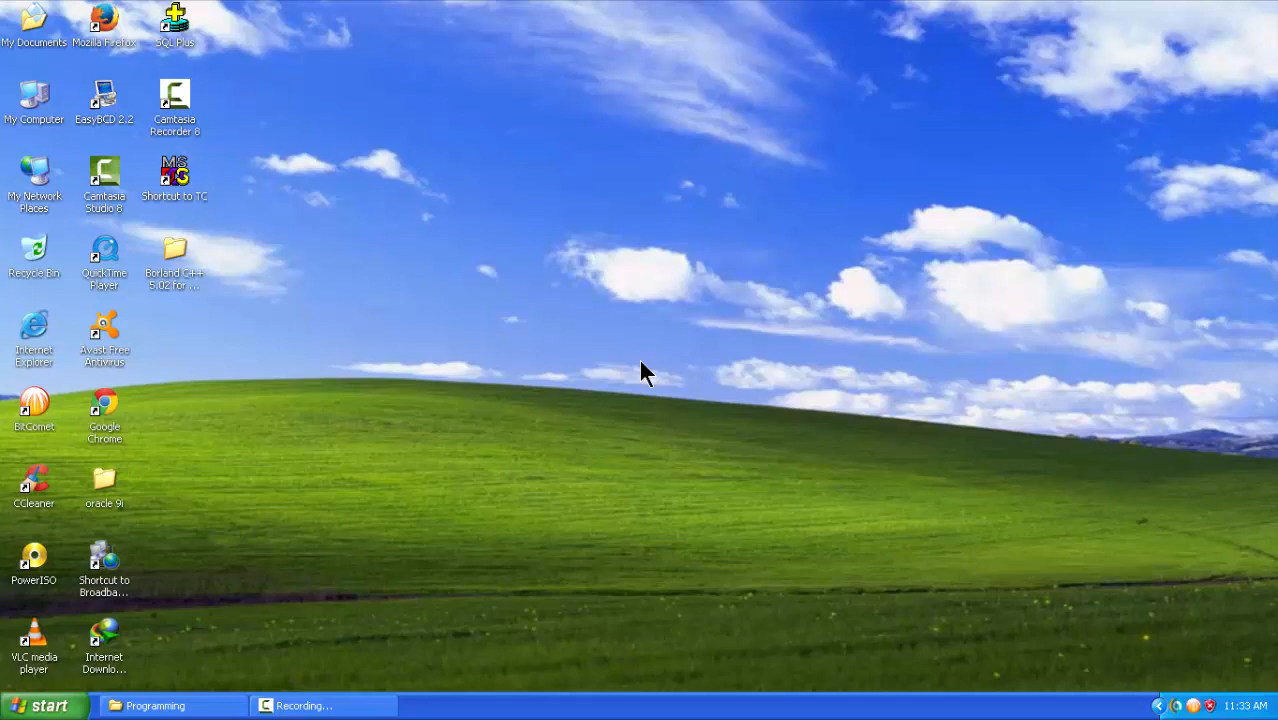 My Documents
Mozilla Firefox
SQL Plus
My Computer
EasyBCD 2.2
Camtasia
Recorder 8
My Network
Places
Camtasia
Studio 8
MS
Shortcut to TC
Recycle Bin
QuickTime
Player
Borland C++
5.02 for ...
Internet
Explorer
Avast Free
Antivirus
BitComet
Google
Chrome
CCleaner
oracle 9i
PowerISO
Shortcut to
Broadba...
VLC media
player
Internet
Downlo...
start
Programming
Recording...
11:33 AM